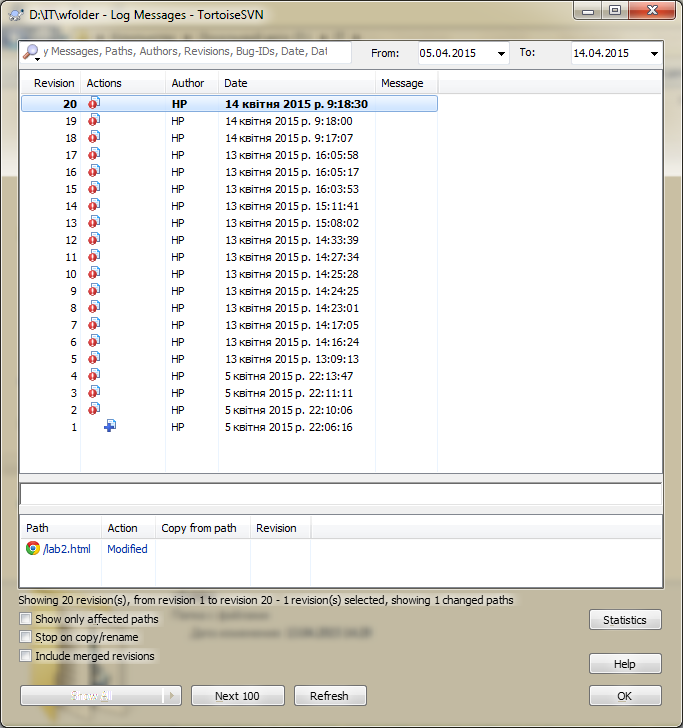 D:\IT\wfolder - Log Messages - TortoiseSVN
y Messages, Paths, Authors, Revisions, Bug-IDs, Date, Dat From: 05.04.2015 To: 14.04.2015
Revision Actions Author Date Message
20 HP 14 квітня 2015 р. 9:18:30
19 HP 14 квітня 2015 р. 9:18:00
18 HP 14 квітня 2015 р. 9:17:07
17 HP 13 квітня 2015 р. 16:05:58
16 HP 13 квітня 2015 р. 16:05:17
15 HP 13 квітня 2015 р. 16:03:53
14 HP 13 квітня 2015 р. 15:11:41
13 HP 13 квітня 2015 р. 15:08:02
12 HP 13 квітня 2015 р. 14:33:39
11 HP 13 квітня 2015 р. 14:27:34
10 HP 13 квітня 2015 р. 14:25:28
9 HP 13 квітня 2015 р. 14:24:25
8 HP 13 квітня 2015 р. 14:23:01
7 HP 13 квітня 2015 р. 14:17:05
6 HP 13 квітня 2015 р. 14:16:24
5 HP 13 квітня 2015 р. 13:09:13
4 HP 5 квітня 2015 р. 22:13:47
3 HP 5 квітня 2015 р. 22:11:11
2 HP 5 квітня 2015 р. 22:10:06
1 HP 5 квітня 2015 р. 22:06:16
Path Action Copy from path Revision
/lab2.html Modified
Showing 20 revision(s), from revision 1 to revision 20 - 1 revision(s) selected, showing 1 changed paths
Show only affected paths
Statistics
Stop on copy/rename
Include merged revisions
Help
Show All Next 100 Refresh OK